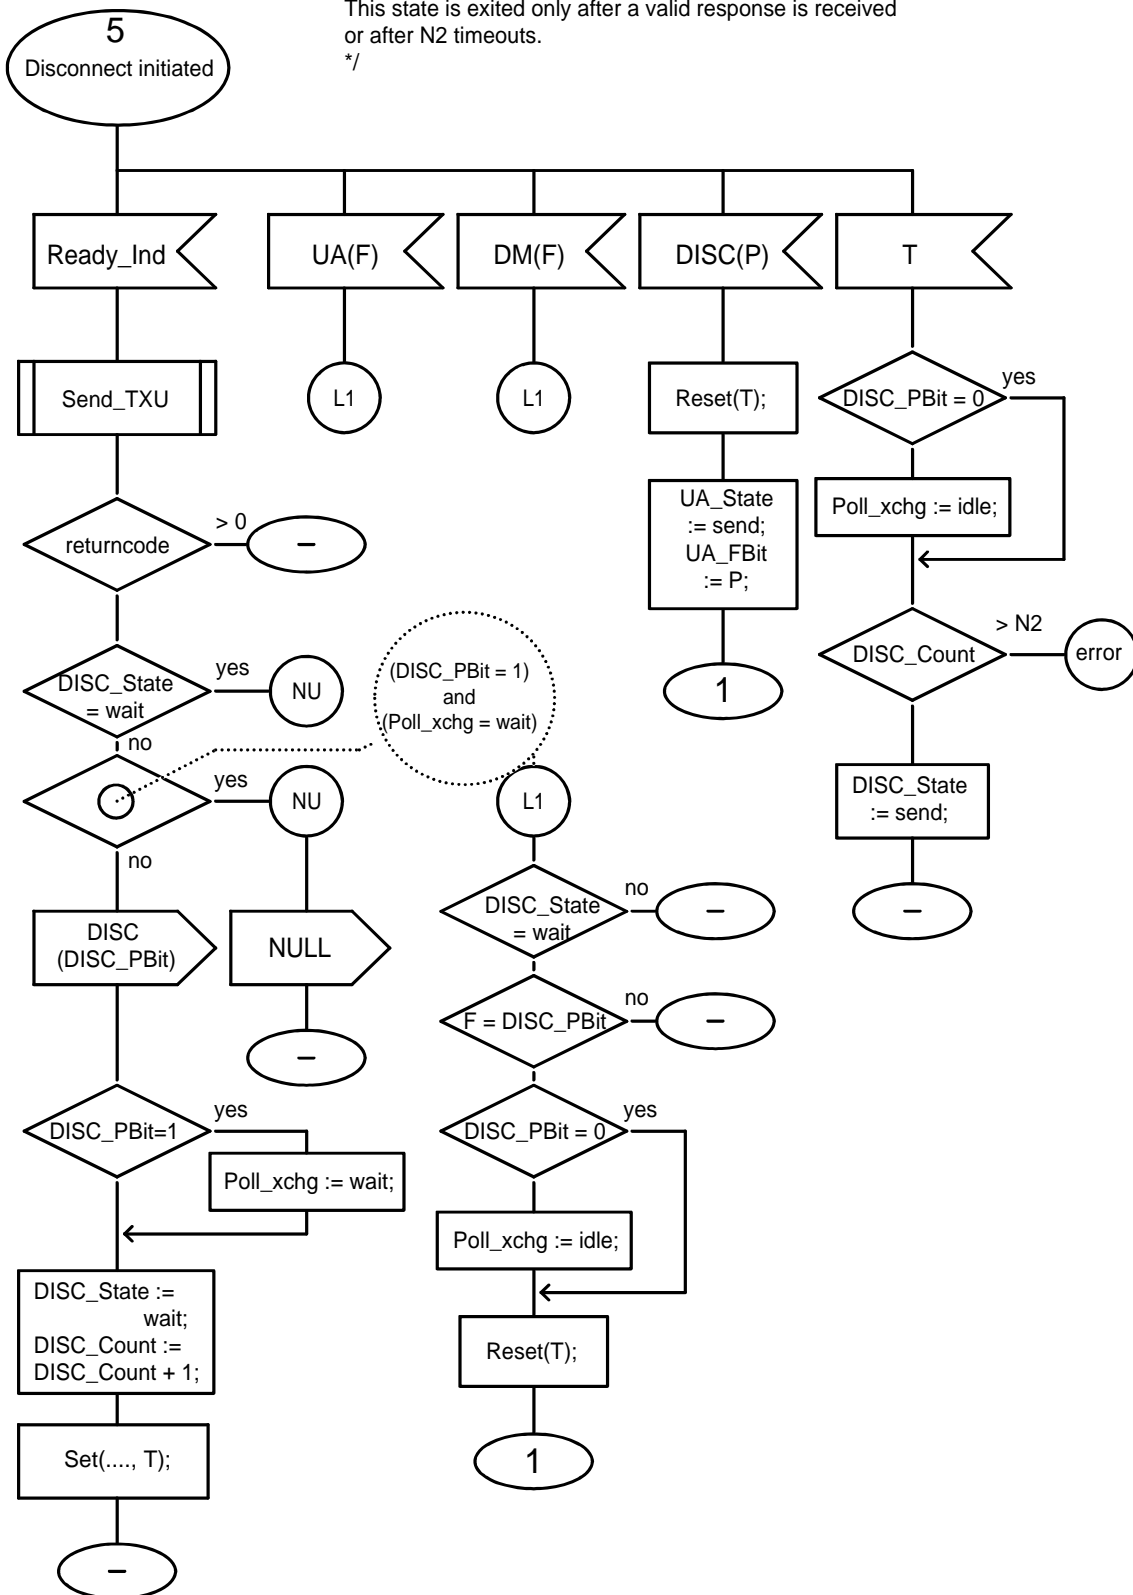 This state is exited only after a valid response is received
or after N2 timeouts.
*/
5
Disconnect initiated
Ready_Ind
UA(F)
DM(F)
DISC(P)
T
Send_TXU
L1
L1
Reset(T);
DISC_PBit = 0
yes
UA_State
:= send;
UA_FBit
:= P;
Poll_xchg := idle;
returncode
> 0
–
DISC_Count
> N2
error
DISC_State
= wait
yes
NU
no
(DISC_PBit = 1)
and
(Poll_xchg = wait)
1
yes
NU
no
L1
DISC_State
:= send;
–
DISC
(DISC_PBit)
NULL
–
DISC_State
= wait
no
–
F = DISC_PBit
no
–
DISC_PBit=1
yes
Poll_xchg := wait;
DISC_PBit = 0
yes
Poll_xchg := idle;
DISC_State :=
wait;
DISC_Count :=
DISC_Count + 1;
Reset(T);
Set(...., T);
1
–